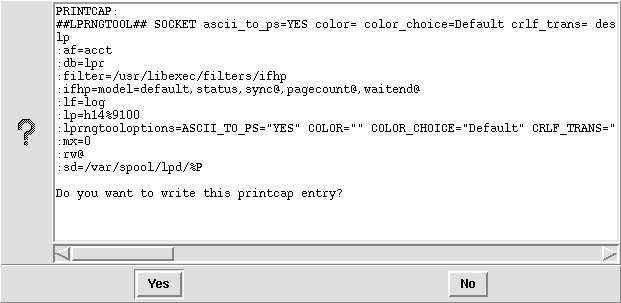 PRINTCAP:
##LPRNGTOOL## SOCKET ascii_to_ps=YES color= color_choice=Default crlf_trans= des
lp
:af=acct
:db=lpr
:filter=/usr/libexec/filters/ifhp
:ifhp=model=default,status,sync@,pagecount@,waitend@
:lf=log
:lp=h14%9100
:lprngtooloptions=ASCII_TO_PS="YES" COLOR="" COLOR_CHOICE="Default" CRLF_TRANS="
:mx=0
:rw@
:sd=/var/spool/lpd/%P
Do you want to write this printcap entry?
Yes
No